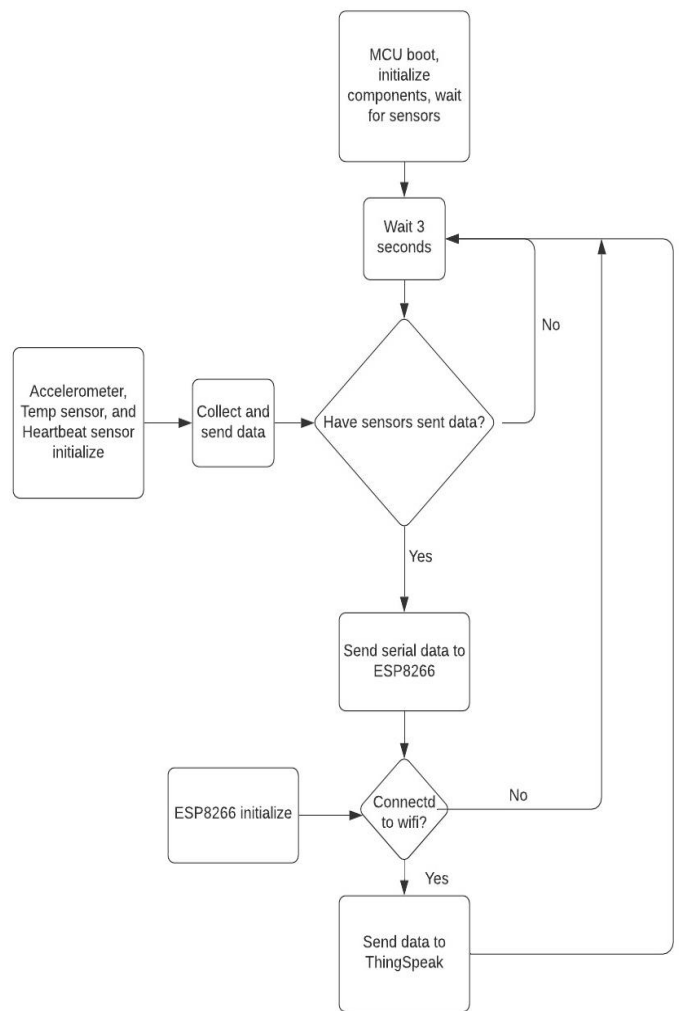 MCU boot,
initialize
components, wait
for sensors
Wait 3
seconds
No
Accelerometer,
Temp sensor, and
Heartbeat sensor
initialize
Collect and
send data
Have sensors sent data?
Yes
Send serial data to
ESP8266
ESP8266 initialize
Connectd
to wifi?
No
Yes
Send data to
ThingSpeak